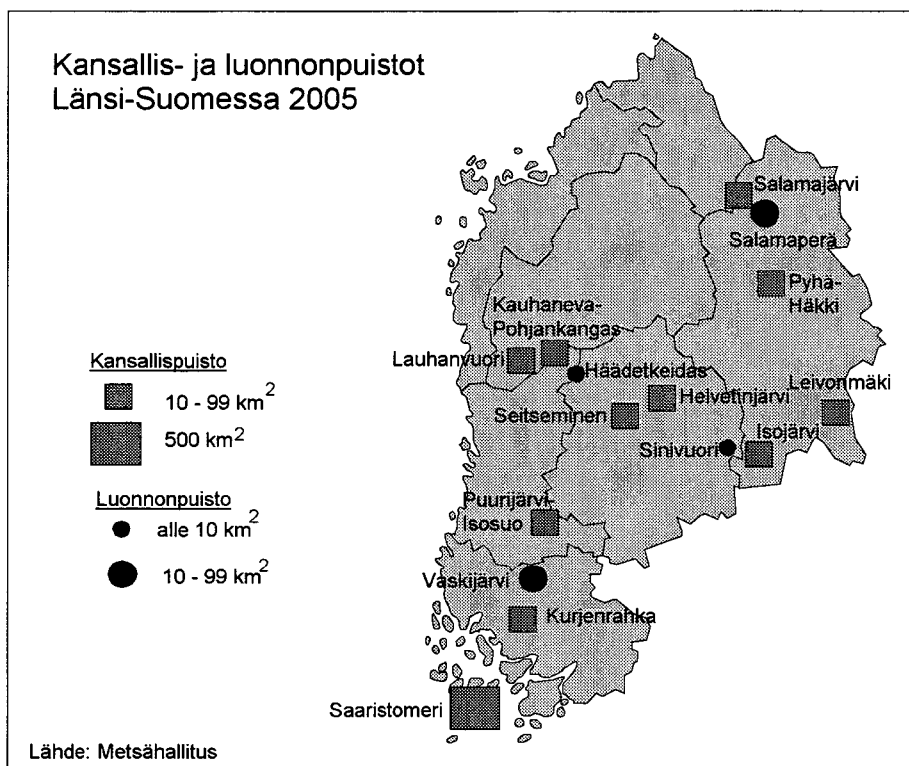 Kansallis- ja luonnonpuistot
Länsi-Suomessa 2005
Salamajärvi
Salamaperä
Pyhä-
Häkki
Kauhaneva-
Pohjankangas
Lauhanvuori
Häädetkeidas
Leivonmäki
Helvetinjärvi
Seitseminen
Isojärvi
Sinivuori
Kansallispuisto
10 - 99 km2
500 km2
Luonnonpuisto
alle 10 km2
10 - 99 km2
Puurijärvi-
Isosuo
Vaskijärvi
Kurjenrahka
Saaristomeri
Lähde: Metsähallitus